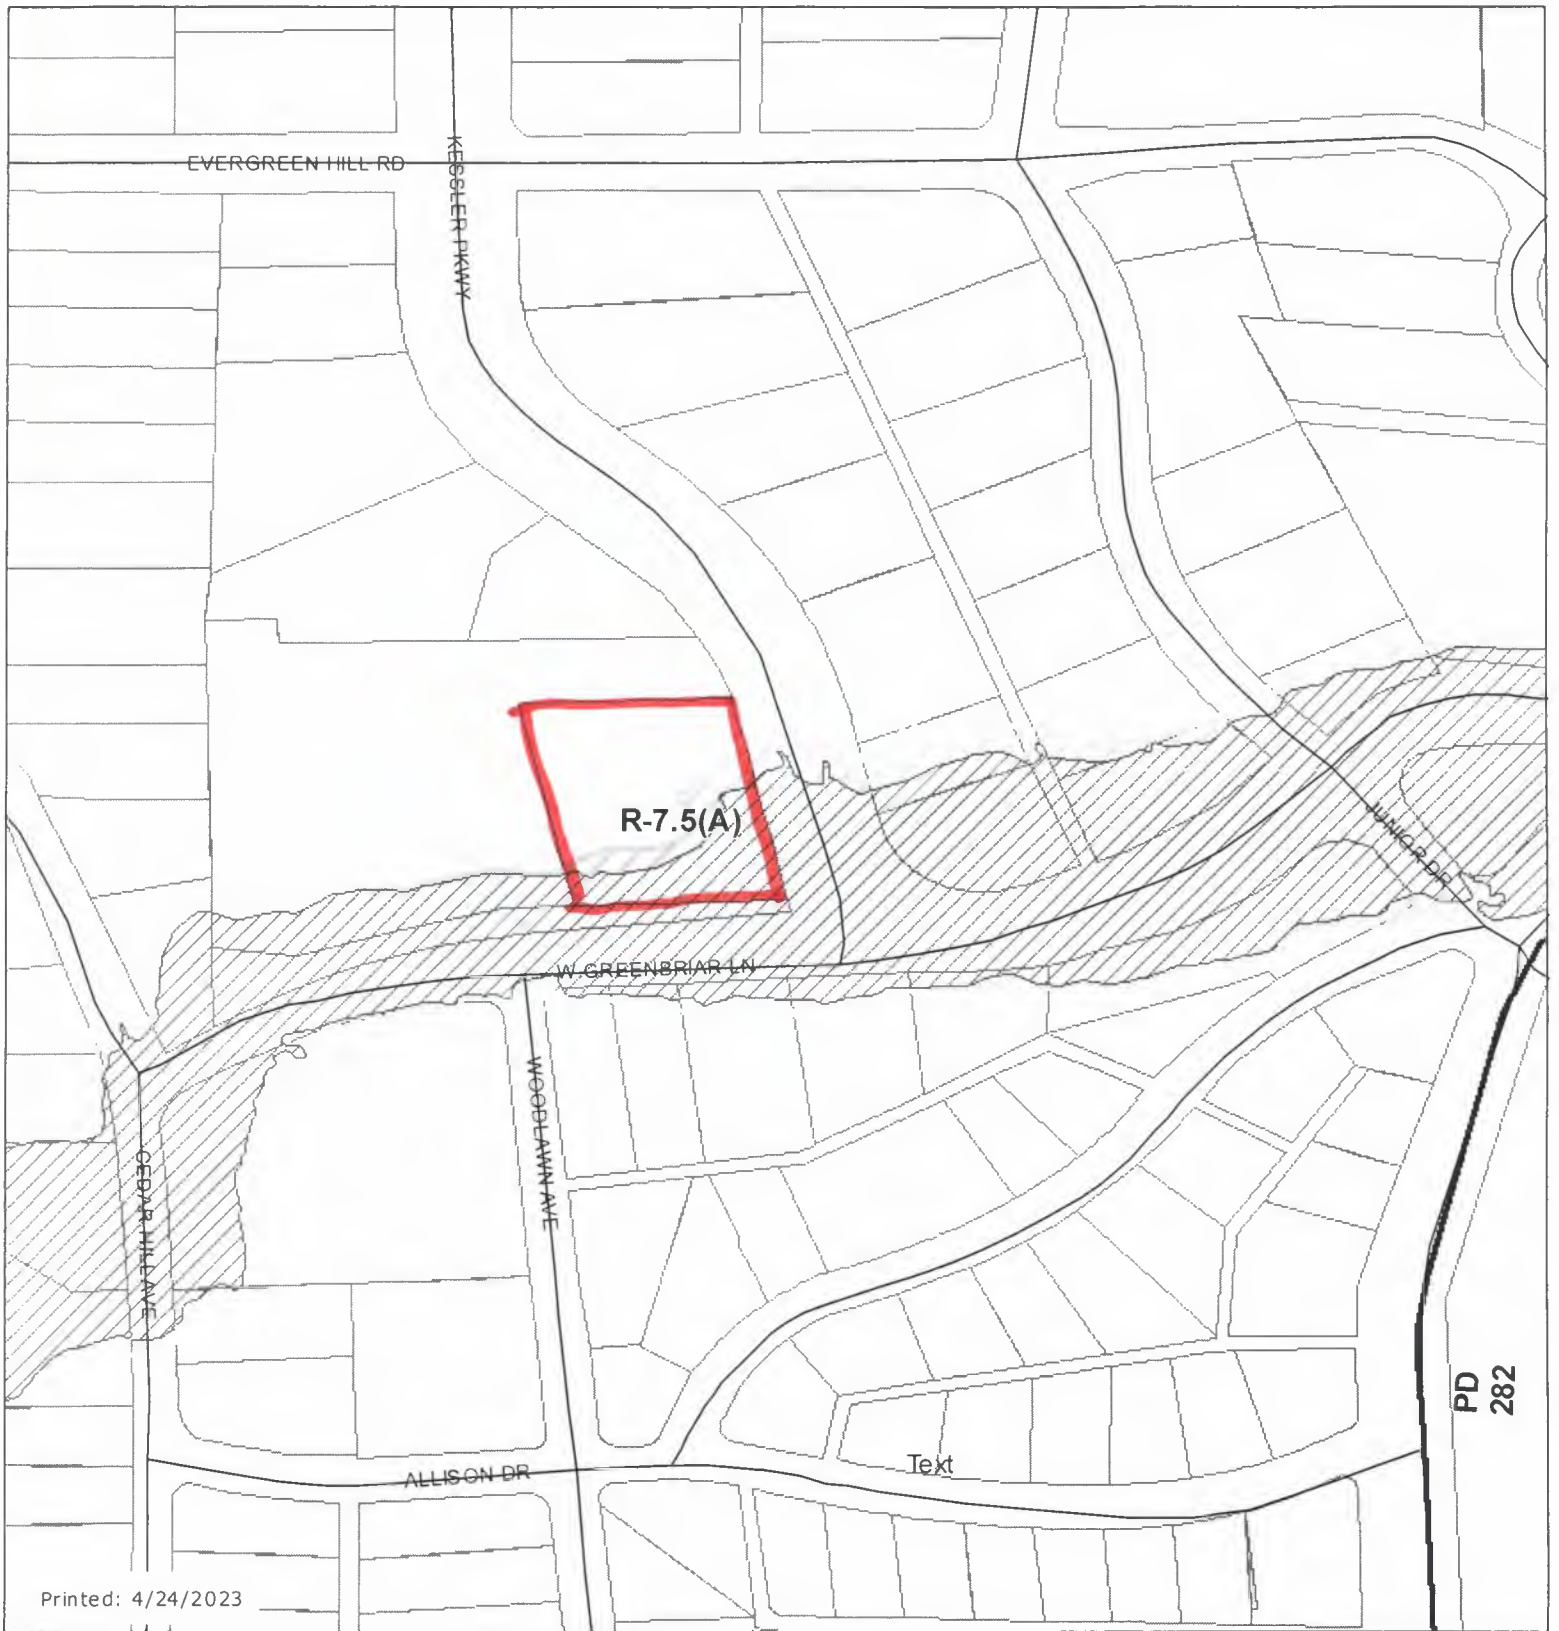 EVERGREEN HILL RD
KESSLER PKWY
R-7.5(A)
JUNIOR DR
W GREENBRIAR LN
WOODLAWN AVE
CEDAR HILL AVE
PD
282
Text
ALLISON DR
Printed: 4/24/2023